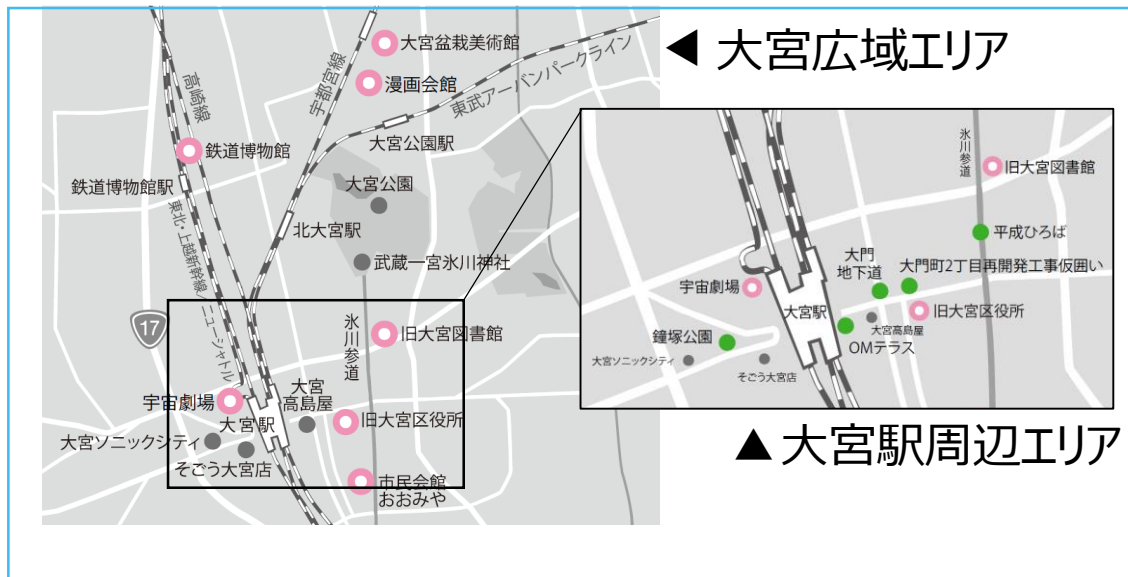 ◀ 大宮広域エリア
大宮盆栽美術館
漫画会館
宇都宮線
高崎線
東武アーバンパークライン
大宮公園駅
鉄道博物館
鉄道博物館駅
大宮公園
北大宮駅
東北・上越新幹線/ニューシャトル
武蔵一宮氷川神社
17
氷川参道
旧大宮図書館
宇宙劇場
大宮
高島屋
大宮駅
旧大宮区役所
大宮ソニックシティ
そごう大宮店
市民会館
おおみや
氷川参道
旧大宮図書館
平成ひろば
大門
地下道
大門町2丁目再開発工事仮囲い
宇宙劇場
大宮駅
旧大宮区役所
大宮高島屋
鐘塚公園
OMテラス
大宮ソニックシティ
そごう大宮店
▲大宮駅周辺エリア